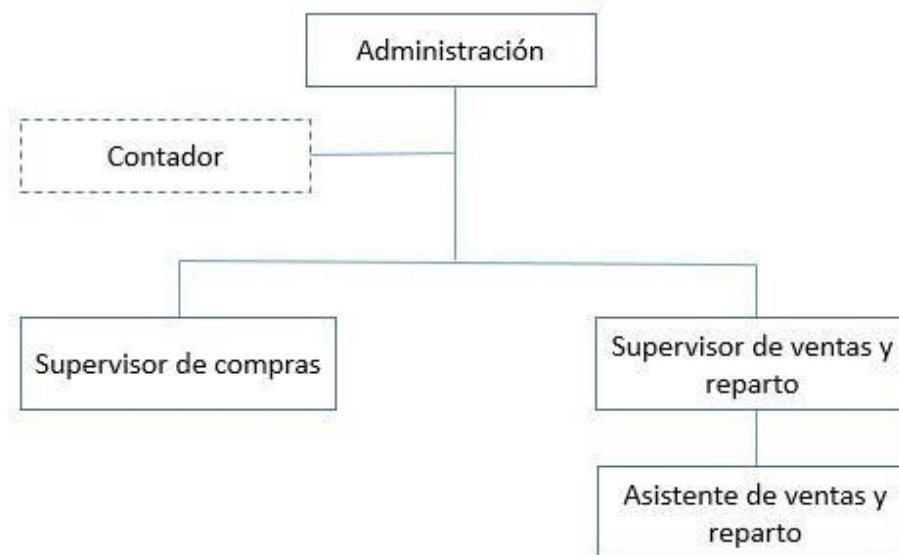 Administración
Contador
Supervisor de compras
Supervisor de ventas y
reparto
Asistente de ventas y
reparto